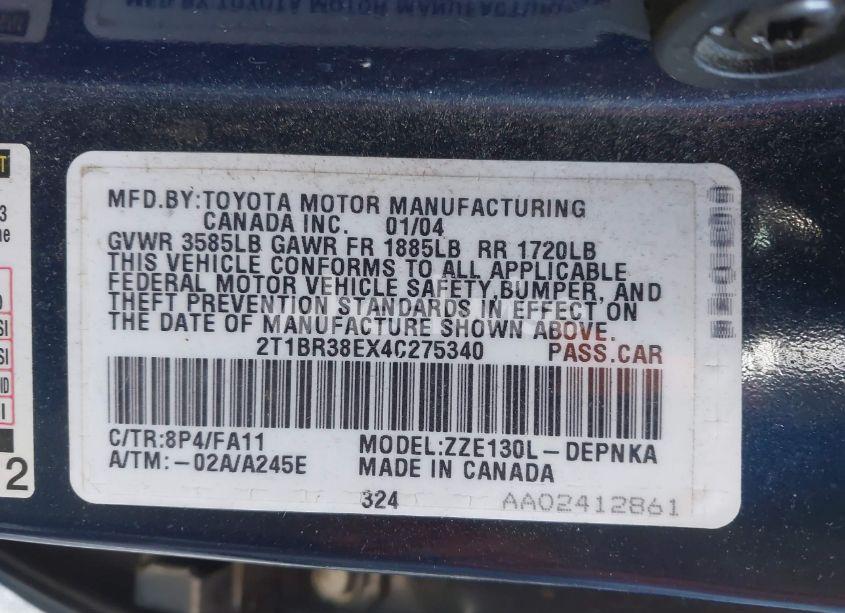 MFD.BY:TOYOTA MOTOR MANUFACTURING
CANADA INC. 01/04
GVWR 3585LB GAWR FR 1885LB RR 1720LB
THIS VEHICLE CONFORMS TO ALL APPLICABLE
FEDERAL MOTOR VEHICLE SAFETY,BUMPER, AND
THEFT PREVENTION STANDARDS IN EFFECT ON
THE DATE OF MANUFACTURE SHOWN ABOVE.
2T1BR38EX4C275340 PASS.CAR
C/TR:8P4/FA11 MODEL:ZZE130L-DEPNKA
A/TM:-02A/A245E MADE IN CANADA
324 AA02412861